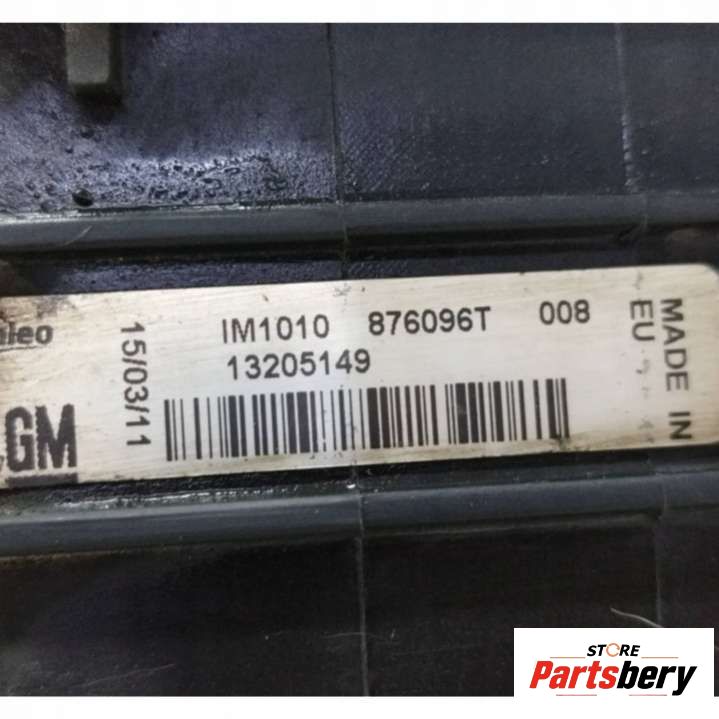 IM1010 876096T 008
13205149
15/03/11
GM
MADE IN
EU
STORE
Partsbery